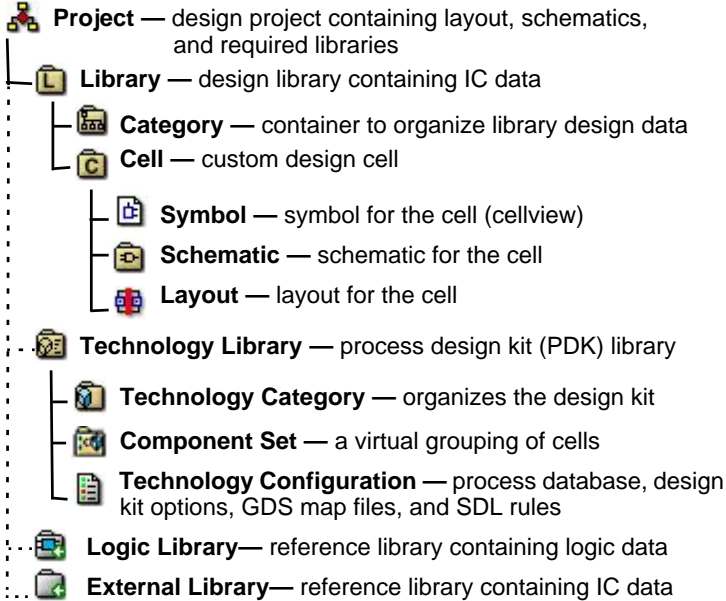 Project — design project containing layout, schematics,
and required libraries
L Library — design library containing IC data
Category — container to organize library design data
C Cell — custom design cell
Symbol — symbol for the cell (cellview)
Schematic — schematic for the cell
Layout — layout for the cell
Technology Library — process design kit (PDK) library
Technology Category — organizes the design kit
Component Set — a virtual grouping of cells
Technology Configuration — process database, design
kit options, GDS map files, and SDL rules
Logic Library— reference library containing logic data
External Library— reference library containing IC data